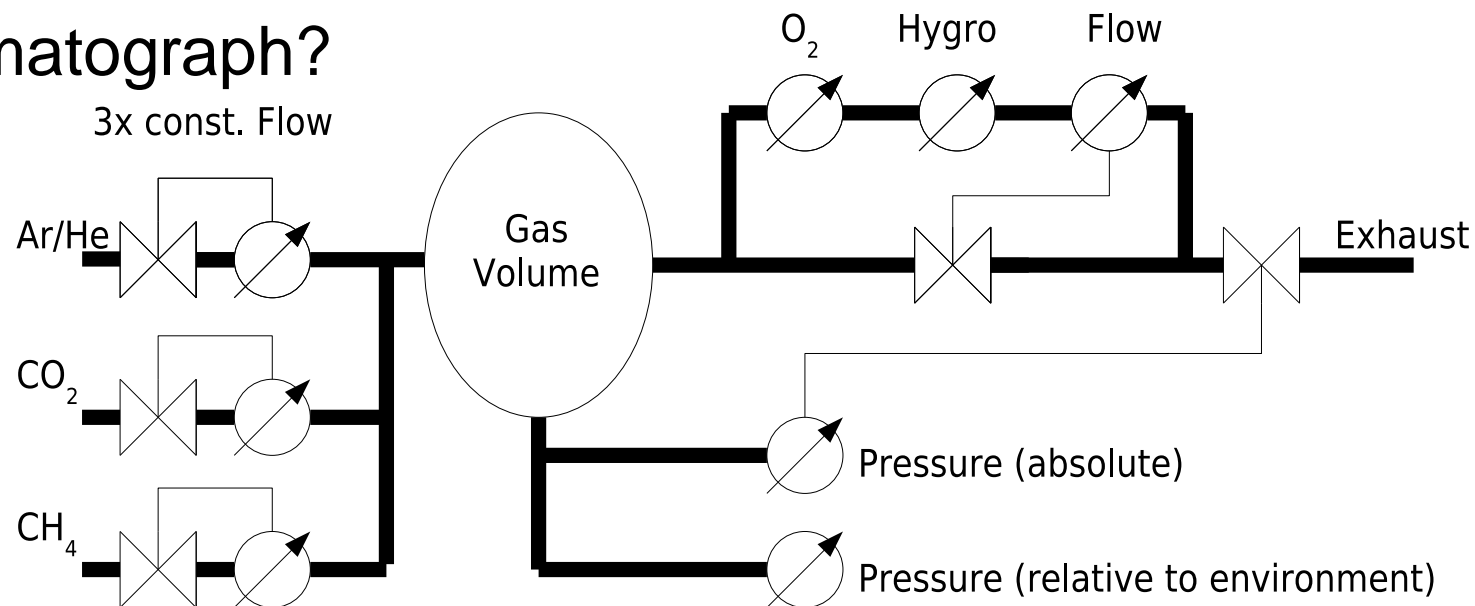 matograph?
3x const. Flow
O2 Hygro Flow
Ar/He
Gas
Volume
Exhaust
CO2
Pressure (absolute)
CH4
Pressure (relative to environment)